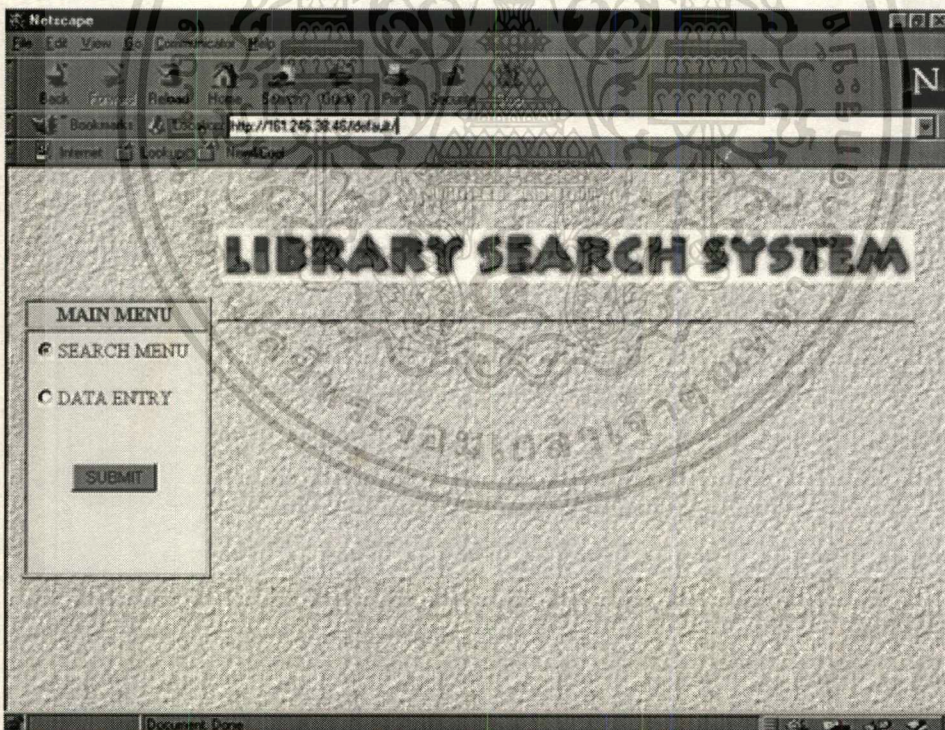 Netscape
File Edit View Go Communicator Help
Back Forward Reload Home Search Guide Print Security
N
Bookmarks http://161.246.38.46/default/
Internet Lookup New&Cool
LIBRARY SEARCH SYSTEM
MAIN MENU
SEARCH MENU
DATA ENTRY
SUBMIT
Document: Done